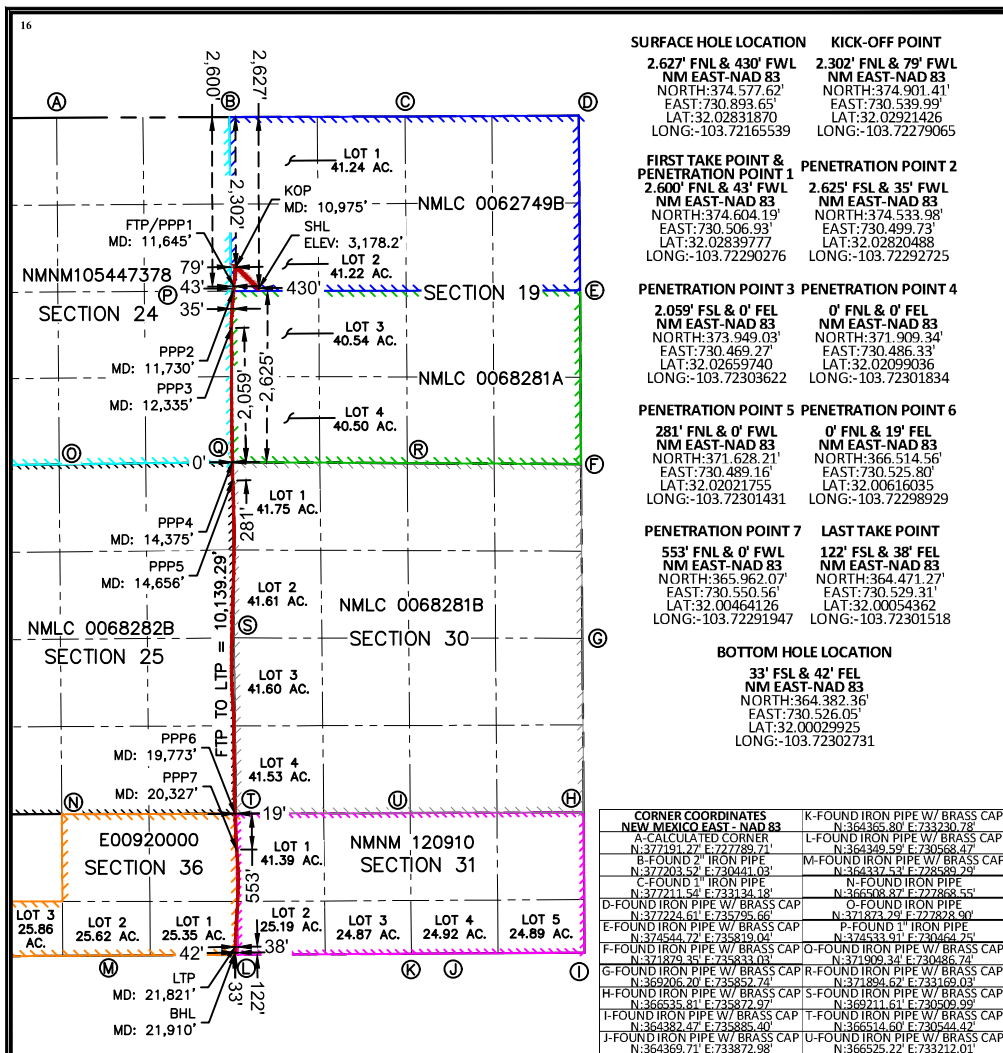 16
2,600'
2,627'
A
B
C
D
LOT 1
41.24 AC.
2,302'
KOP
MD: 10,975'
NMLC 0062749B
FTP/PPP1
MD: 11,645'
SHL
ELEV: 3,178.2'
LOT 2
41.22 AC.
NMNM105447378
79'
43'
430'
P
SECTION 19
E
SECTION 24
35'
LOT 3
40.54 AC.
PPP2
MD: 11,730'
2,059'
2,625'
PPP3
MD: 12,335'
NMLC 0068281A
LOT 4
40.50 AC.
O
Q
R
0'
F
LOT 1
41.75 AC.
281'
PPP4
MD: 14,375'
PPP5
MD: 14,656'
FTP TO LTP = 10,139.29'
LOT 2
41.61 AC.
NMLC 0068281B
NMLC 0068282B
S
SECTION 30
G
SECTION 25
LOT 3
41.60 AC.
PPP6
MD: 19,773'
LOT 4
41.53 AC.
PPP7
MD: 20,327'
N
T
U
H
19'
E00920000
SECTION 36
LOT 1
41.39 AC.
NMNM 120910
SECTION 31
553'
LOT 3
25.86
AC.
LOT 2
25.62 AC.
LOT 1
25.35 AC.
LOT 2
25.19 AC.
LOT 3
24.87 AC.
LOT 4
24.92 AC.
LOT 5
24.89 AC.
42'
38'
M
L
K
J
I
LTP
MD: 21,821'
33'
122'
BHL
MD: 21,910'
SURFACE HOLE LOCATION
2.627' FNL & 430' FWL
NM EAST-NAD 83
NORTH:374.577.62'
EAST:730.893.65'
LAT:32.02831870
LONG:-103.72165539
KICK-OFF POINT
2.302' FNL & 79' FWL
NM EAST-NAD 83
NORTH:374.901.41'
EAST:730.539.99'
LAT:32.02921426
LONG:-103.72279065
FIRST TAKE POINT &
PENETRATION POINT 1
2.600' FNL & 43' FWL
NM EAST-NAD 83
NORTH:374.604.19'
EAST:730.506.93'
LAT:32.02839777
LONG:-103.72290276
PENETRATION POINT 2
2.625' FSL & 35' FWL
NM EAST-NAD 83
NORTH:374.533.98'
EAST:730.499.73'
LAT:32.02820488
LONG:-103.72292725
PENETRATION POINT 3
2.059' FSL & 0' FEL
NM EAST-NAD 83
NORTH:373.949.03'
EAST:730.469.27'
LAT:32.02659740
LONG:-103.72303622
PENETRATION POINT 4
0' FNL & 0' FEL
NM EAST-NAD 83
NORTH:371.909.34'
EAST:730.486.33'
LAT:32.02099036
LONG:-103.72301834
PENETRATION POINT 5
281' FNL & 0' FWL
NM EAST-NAD 83
NORTH:371.628.21'
EAST:730.489.16'
LAT:32.02021755
LONG:-103.72301431
PENETRATION POINT 6
0' FNL & 19' FEL
NM EAST-NAD 83
NORTH:366.514.56'
EAST:730.525.80'
LAT:32.00616035
LONG:-103.72298929
PENETRATION POINT 7
553' FNL & 0' FWL
NM EAST-NAD 83
NORTH:365.962.07'
EAST:730.550.56'
LAT:32.00464126
LONG:-103.72291947
LAST TAKE POINT
122' FSL & 38' FEL
NM EAST-NAD 83
NORTH:364.471.27'
EAST:730.529.31'
LAT:32.00054362
LONG:-103.72301518
BOTTOM HOLE LOCATION
33' FSL & 42' FEL
NM EAST-NAD 83
NORTH:364.382.36'
EAST:730.526.05'
LAT:32.00029925
LONG:-103.72302731
CORNER COORDINATES
NEW MEXICO EAST - NAD 83
A-CALCULATED CORNER
N:377191.27' E:727789.71'
B-FOUND 2" IRON PIPE
N:377203.52' E:730441.03'
C-FOUND 1" IRON PIPE
N:377211.54' E:733134.18'
D-FOUND IRON PIPE W/ BRASS CAP
N:377224.61' E:735795.66'
E-FOUND IRON PIPE W/ BRASS CAP
N:374544.72' E:735819.04'
F-FOUND IRON PIPE W/ BRASS CAP
N:371879.35' E:735833.03'
G-FOUND IRON PIPE W/ BRASS CAP
N:369206.20' E:735852.74'
H-FOUND IRON PIPE W/ BRASS CAP
N:366535.81' E:735872.97'
I-FOUND IRON PIPE W/ BRASS CAP
N:364382.47' E:735885.40'
J-FOUND IRON PIPE W/ BRASS CAP
N:364369.71' E:733872.98'
K-FOUND IRON PIPE W/ BRASS CAP
N:364365.80' E:733230.78'
L-FOUND IRON PIPE W/ BRASS CAP
N:364349.59' E:730568.47'
M-FOUND IRON PIPE W/ BRASS CAP
N:364337.53' E:728589.29'
N-FOUND IRON PIPE
N:366508.87' E:727868.55'
O-FOUND IRON PIPE
N:371873.29' E:727828.90'
P-FOUND 1" IRON PIPE
N:374533.91' E:730464.25'
Q-FOUND IRON PIPE W/ BRASS CAP
N:371909.34' E:730486.74'
R-FOUND IRON PIPE W/ BRASS CAP
N:371894.62' E:733169.03'
S-FOUND IRON PIPE W/ BRASS CAP
N:369211.61' E:730509.99'
T-FOUND IRON PIPE W/ BRASS CAP
N:366514.60' E:730544.42'
U-FOUND IRON PIPE W/ BRASS CAP
N:366525.22' E:733212.01'